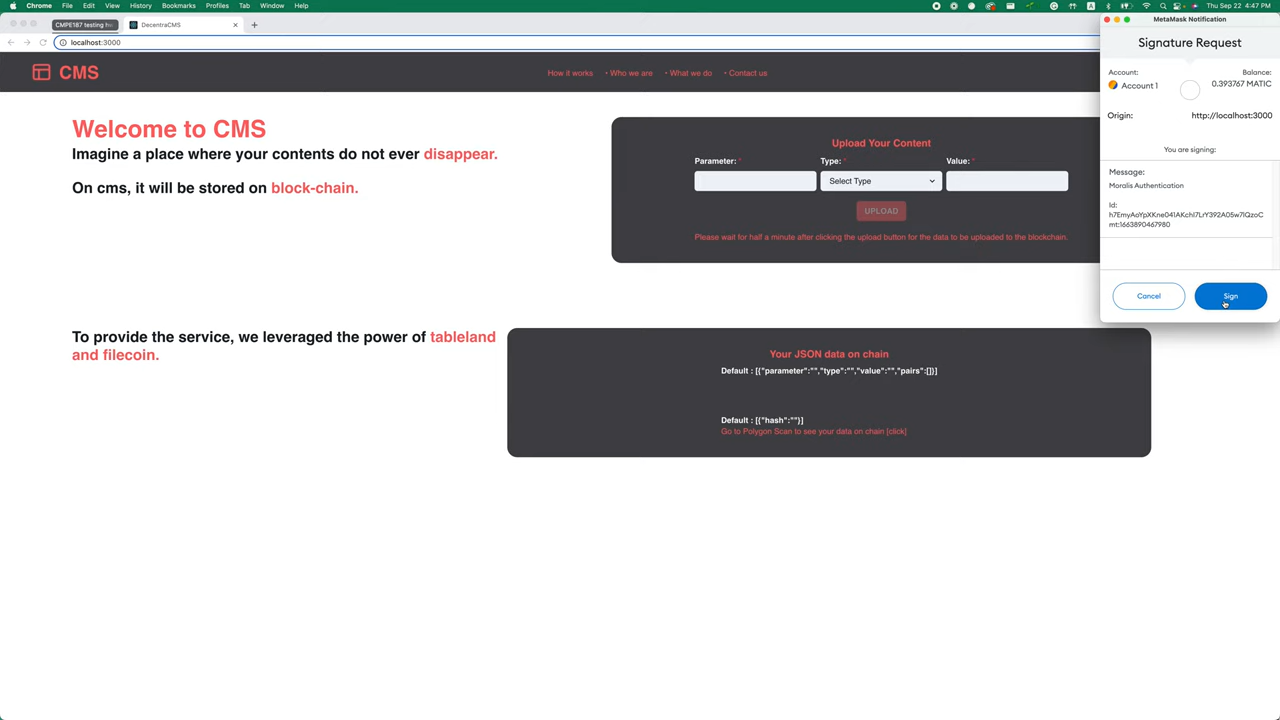 Chrome File Edit View History Bookmarks Profiles Tab Window Help
Thu Sep 22 4:47 PM
CMPE187 testing
DecentraCMS
localhost:3000
CMS
How it works
• Who we are
• What we do
• Contact us
Welcome to CMS
Imagine a place where your contents do not ever disappear.
On cms, it will be stored on block-chain.
Upload Your Content
Parameter: * Type: * Value: *
Select Type
UPLOAD
Please wait for half a minute after clicking the upload button for the data to be uploaded to the blockchain.
To provide the service, we leveraged the power of tableland
and filecoin.
Your JSON data on chain
Default : [{"parameter":"","type":"","value":"","pairs":[]}]
Default : [{"hash":""}]
Go to Polygon Scan to see your data on chain [click]
MetaMask Notification
Signature Request
Account: Balance:
Account 1 0.393767 MATIC
Origin: http://localhost:3000
You are signing:
Message:
Moralis Authentication
Id:
mt:1663890467980
Cancel Sign